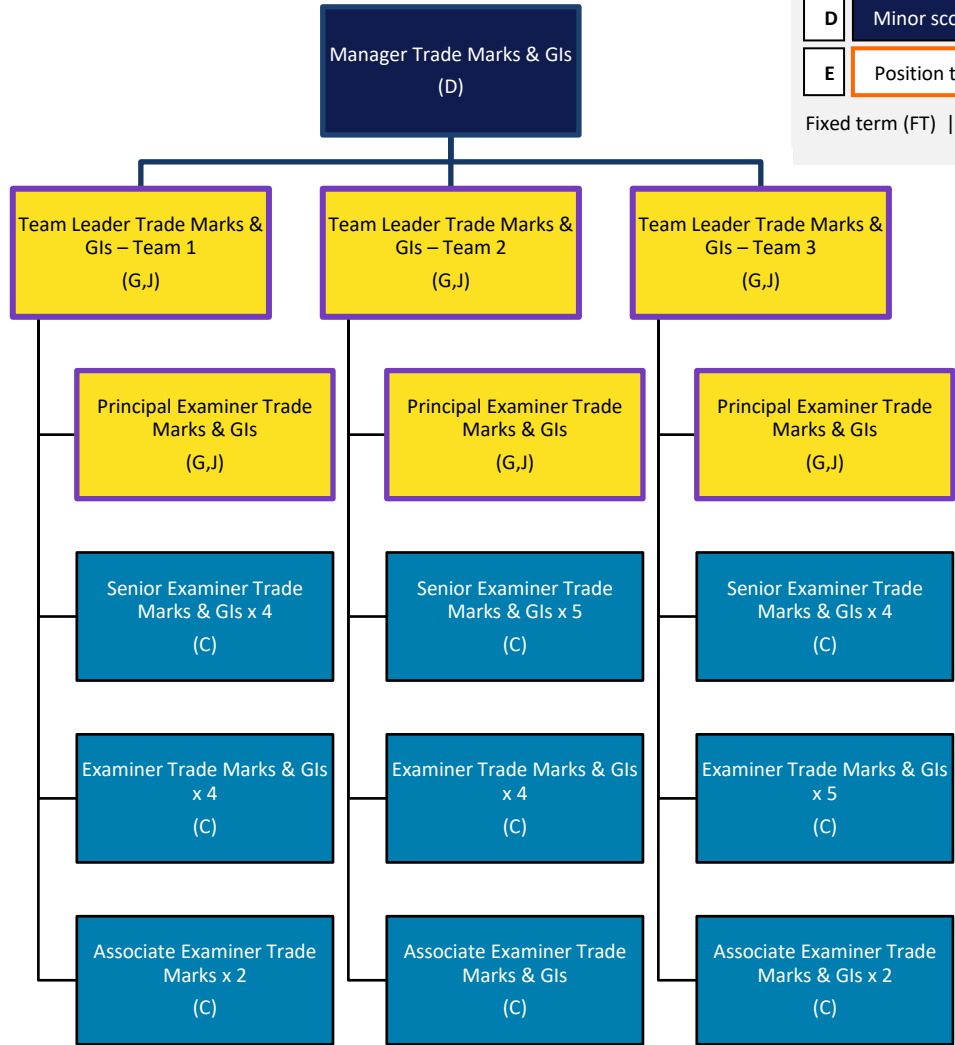 D Minor
E Position
Fixed term (FT) |
Manager Trade Marks & GIs
(D)
Team Leader Trade Marks &
GIs – Team 1
(G,J)
Team Leader Trade Marks &
GIs – Team 2
(G,J)
Team Leader Trade Marks &
GIs – Team 3
(G,J)
Principal Examiner Trade
Marks & GIs
(G,J)
Principal Examiner Trade
Marks & GIs
(G,J)
Principal Examiner Trade
Marks & GIs
(G,J)
Senior Examiner Trade
Marks & GIs x 4
(C)
Senior Examiner Trade
Marks & GIs x 5
(C)
Senior Examiner Trade
Marks & GIs x 4
(C)
Examiner Trade Marks & GIs
x 4
(C)
Examiner Trade Marks & GIs
x 4
(C)
Examiner Trade Marks & GIs
x 5
(C)
Associate Examiner Trade
Marks x 2
(C)
Associate Examiner Trade
Marks & GIs
(C)
Associate Examiner Trade
Marks & GIs x 2
(C)